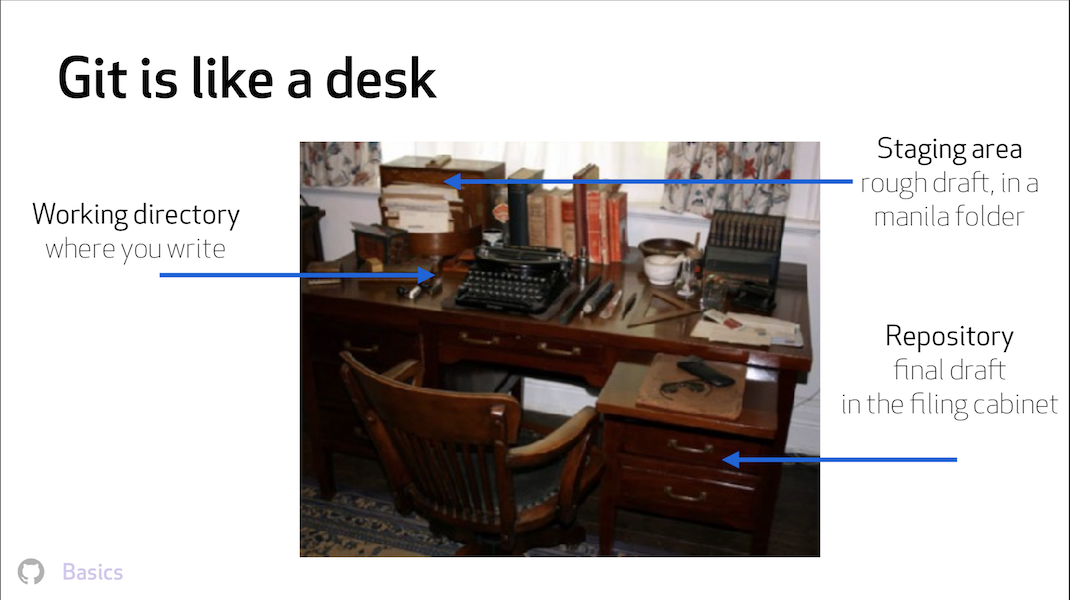 Git is like a desk
Working directory
where you write
Staging area
rough draft, in a
manila folder
Repository
final draft
in the filing cabinet
Basics